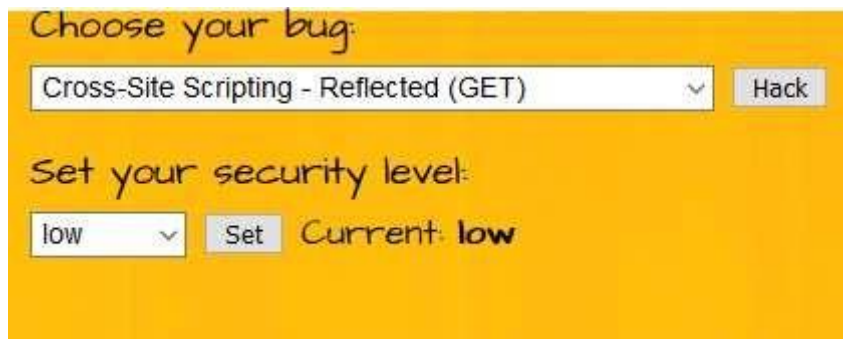 Choose your bug:
Cross-Site Scripting - Reflected (GET) Hack
Set your security level:
low Set Current: low